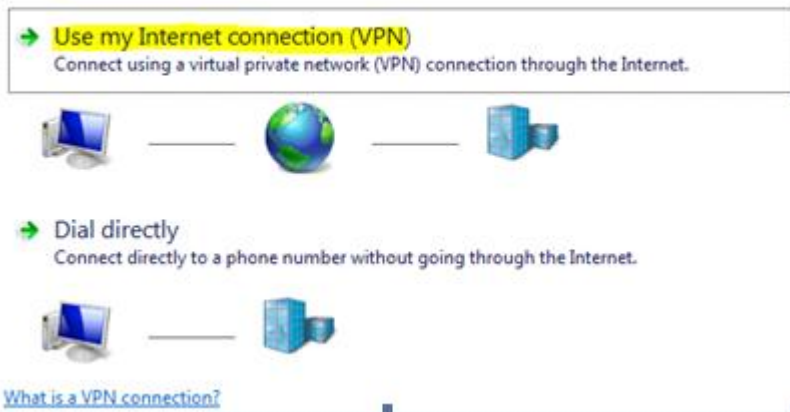 Use my Internet connection (VPN)
Connect using a virtual private network (VPN) connection through the Internet.
Dial directly
Connect directly to a phone number without going through the Internet.
What is a VPN connection?